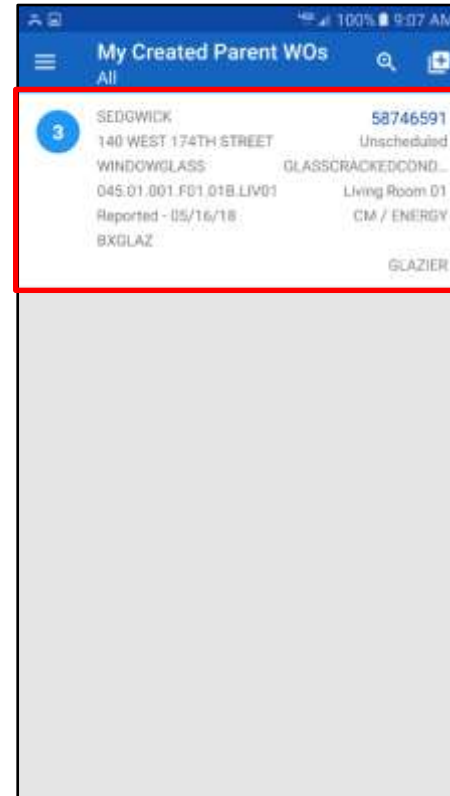 100% 9:07 AM
My Created Parent WOs
All
3
SEDGWICK 58746591
140 WEST 174TH STREET Unscheduled
WINDOWGLASS GLASSCRACKEDCOND...
045.01.001.F01.01B.LIV01 Living Room 01
Reported - 05/16/18 CM / ENERGY
BXGLAZ
GLAZIER